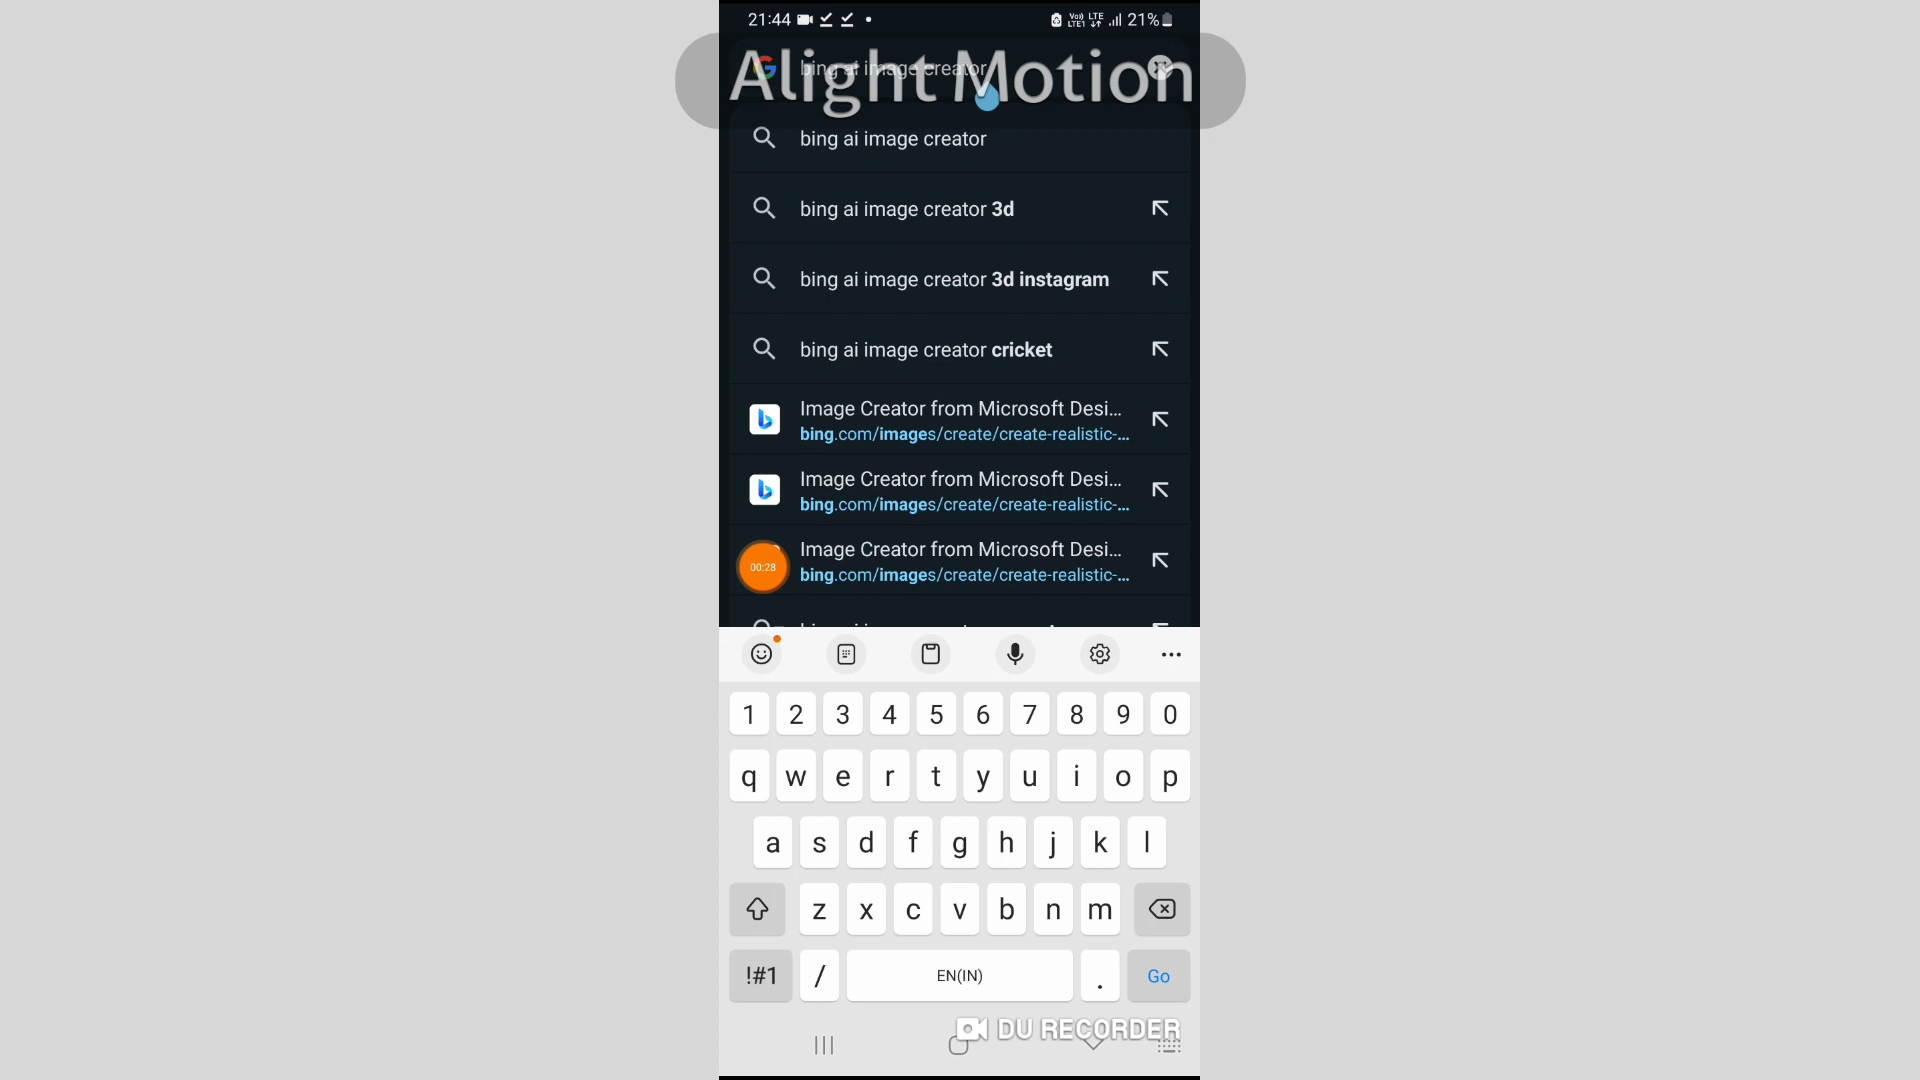 21:44
Vo) LTE1 LTE 21%
Alight Motion
bing ai image creator
bing ai image creator
bing ai image creator 3d
bing ai image creator 3d instagram
bing ai image creator cricket
Image Creator from Microsoft Desi...
bing.com/images/create/create-realistic-...
Image Creator from Microsoft Desi...
bing.com/images/create/create-realistic-...
Image Creator from Microsoft Desi...
bing.com/images/create/create-realistic-...
00:28
1 2 3 4 5 6 7 8 9 0
q w e r t y u i o p
a s d f g h j k l
z x c v b n m
!#1 / EN(IN) . Go
DU RECORDER